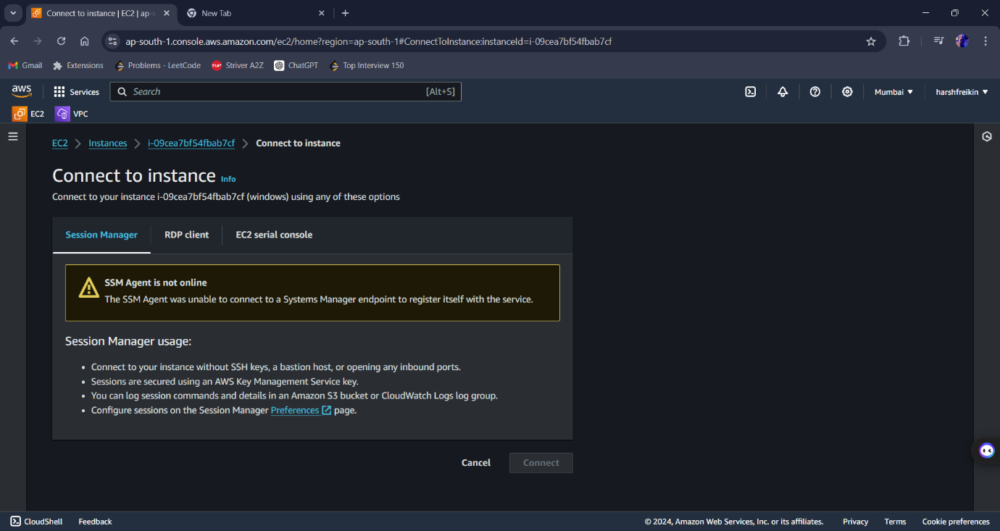 Connect to instance | EC2 | ap-s
New Tab
ap-south-1.console.aws.amazon.com/ec2/home?region=ap-south-1#ConnectToInstance:instanceId=i-09cea7bf54fbab7cf
Gmail
Extensions
Problems - LeetCode
TUF
Striver A2Z
ChatGPT
Top Interview 150
aws
Services
Search
[Alt+S]
Mumbai
harshfreikin
EC2
VPC
EC2
Instances
i-09cea7bf54fbab7cf
Connect to instance
Connect to instance Info
Connect to your instance i-09cea7bf54fbab7cf (windows) using any of these options
Session Manager
RDP client
EC2 serial console
SSM Agent is not online
The SSM Agent was unable to connect to a Systems Manager endpoint to register itself with the service.
Session Manager usage:
• Connect to your instance without SSH keys, a bastion host, or opening any inbound ports.
• Sessions are secured using an AWS Key Management Service key.
• You can log session commands and details in an Amazon S3 bucket or CloudWatch Logs log group.
• Configure sessions on the Session Manager Preferences page.
Cancel
Connect
CloudShell
Feedback
© 2024, Amazon Web Services, Inc. or its affiliates.
Privacy
Terms
Cookie preferences